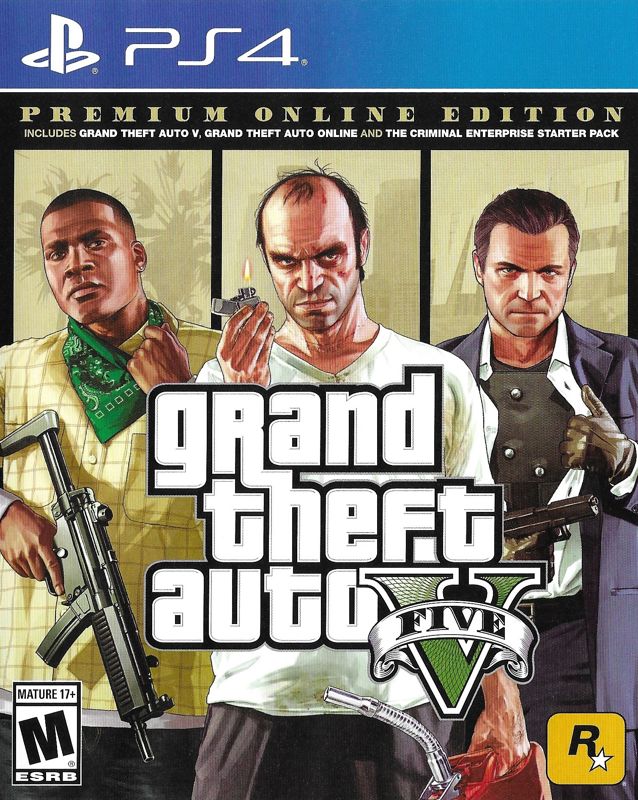 PS4
PREMIUM ONLINE EDITION
INCLUDES GRAND THEFT AUTO V, GRAND THEFT AUTO ONLINE AND THE CRIMINAL ENTERPRISE STARTER PACK
grand
theft
auto V
FIVE
MATURE 17+
M
ESRB
R